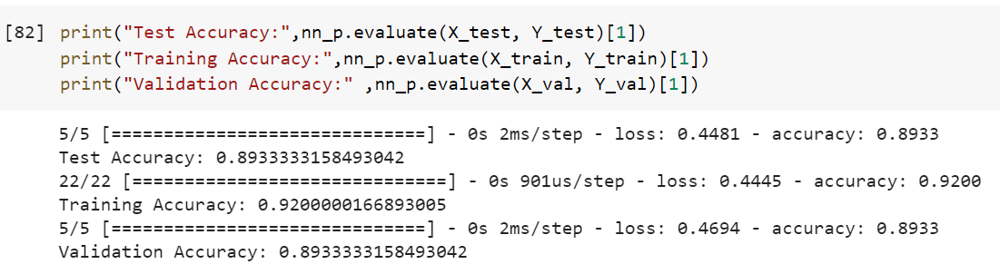 [82] print("Test Accuracy:",nn_p.evaluate(X_test, Y_test)[1])
print("Training Accuracy:",nn_p.evaluate(X_train, Y_train)[1])
print("Validation Accuracy:" ,nn_p.evaluate(X_val, Y_val)[1])
5/5 [==============================] - 0s 2ms/step - loss: 0.4481 - accuracy: 0.8933
Test Accuracy: 0.8933333158493042
22/22 [==============================] - 0s 901us/step - loss: 0.4445 - accuracy: 0.9200
Training Accuracy: 0.9200000166893005
5/5 [==============================] - 0s 2ms/step - loss: 0.4694 - accuracy: 0.8933
Validation Accuracy: 0.8933333158493042